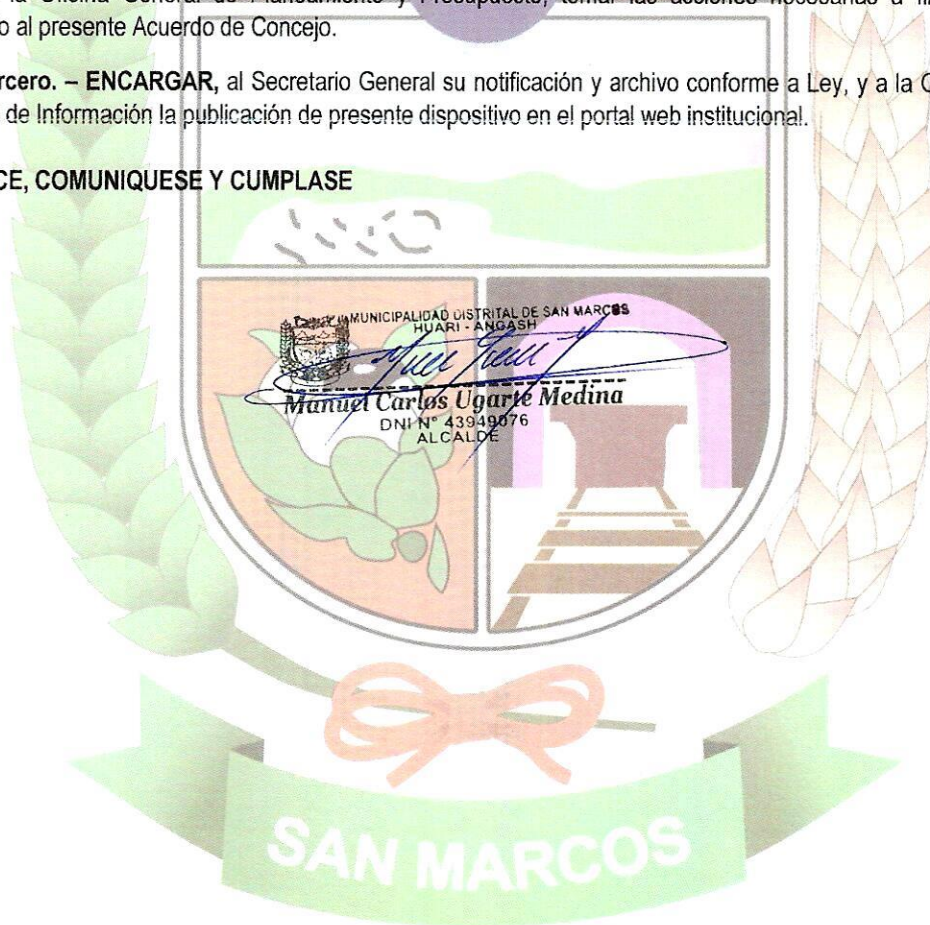 la Oficina General de Planeamiento y Presupuesto, tomar las acciones necesarias a
o al presente Acuerdo de Concejo.
rcero. – ENCARGAR, al Secretario General su notificación y archivo conforme a Ley, y a la
de Información la publicación de presente dispositivo en el portal web institucional.
CE, COMUNIQUESE Y CUMPLASE
MUNICIPALIDAD DISTRITAL DE SAN MARCOS
HUARI - ANCASH
Manuel Carlos Ugarte Medina
DNI N° 43949076
ALCALDE
SAN MARCOS